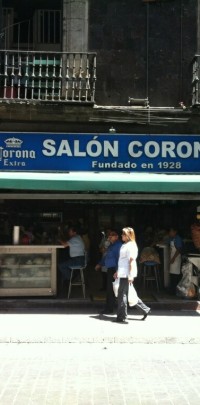 Corona
Extra
SALÓN CORON
Fundado en 1928